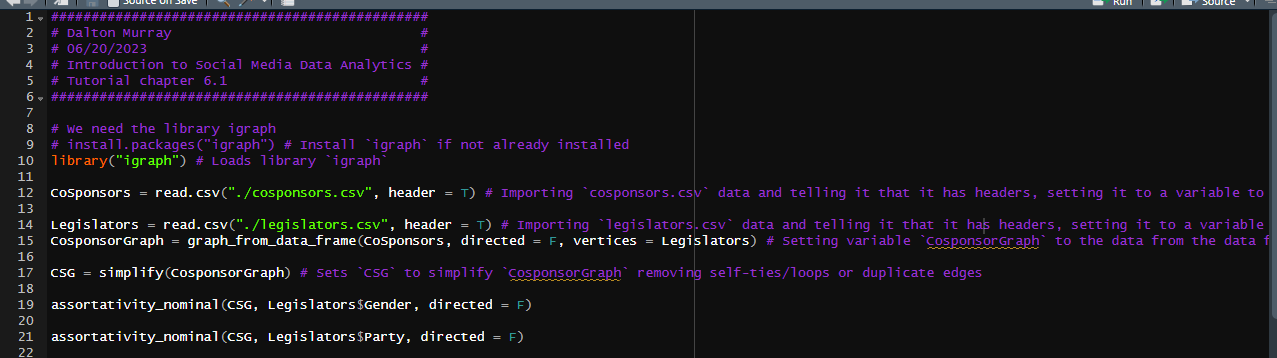 Source on Save Run Source
1 ###############################################
2 # Dalton Murray #
3 # 06/20/2023 #
4 # Introduction to Social Media Data Analytics #
5 # Tutorial chapter 6.1 #
6 ###############################################
7
8 # We need the library igraph
9 # install.packages("igraph") # Install `igraph` if not already installed
10 library("igraph") # Loads library `igraph`
11
12 CoSponsors = read.csv("./cosponsors.csv", header = T) # Importing `cosponsors.csv` data and telling it that it has headers, setting it to a variable to
13
14 Legislators = read.csv("./legislators.csv", header = T) # Importing `legislators.csv` data and telling it that it has headers, setting it to a variable
15 CosponsorGraph = graph_from_data_frame(CoSponsors, directed = F, vertices = Legislators) # Setting variable `CosponsorGraph` to the data from the data f
16
17 CSG = simplify(CosponsorGraph) # Sets `CSG` to simplify `CosponsorGraph` removing self-ties/loops or duplicate edges
18
19 assortativity_nominal(CSG, Legislators$Gender, directed = F)
20
21 assortativity_nominal(CSG, Legislators$Party, directed = F)
22